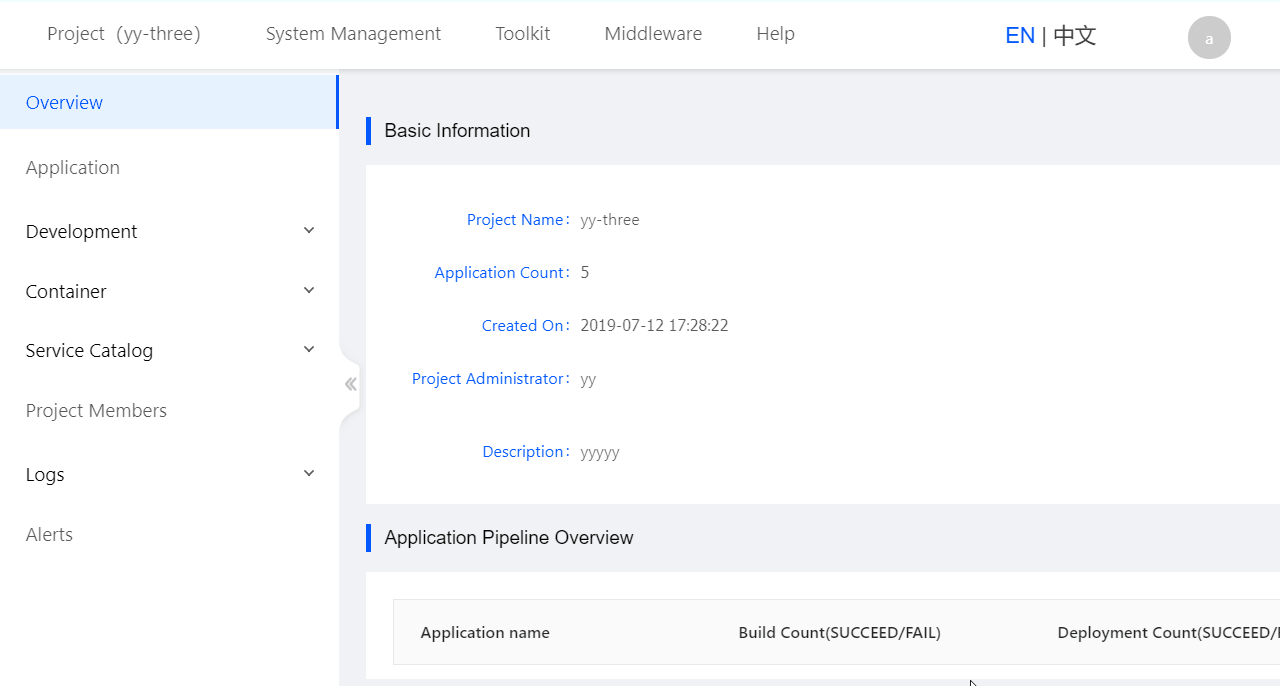 Project（yy-three） System Management Toolkit Middleware Help EN | 中文 a
Overview
Application
Development
Container
Service Catalog
Project Members
Logs
Alerts
Basic Information
Project Name： yy-three
Application Count： 5
Created On： 2019-07-12 17:28:22
Project Administrator： yy
Description： yyyyy
Application Pipeline Overview
Application name Build Count(SUCCEED/FAIL) Deployment Count(SUCCEED/